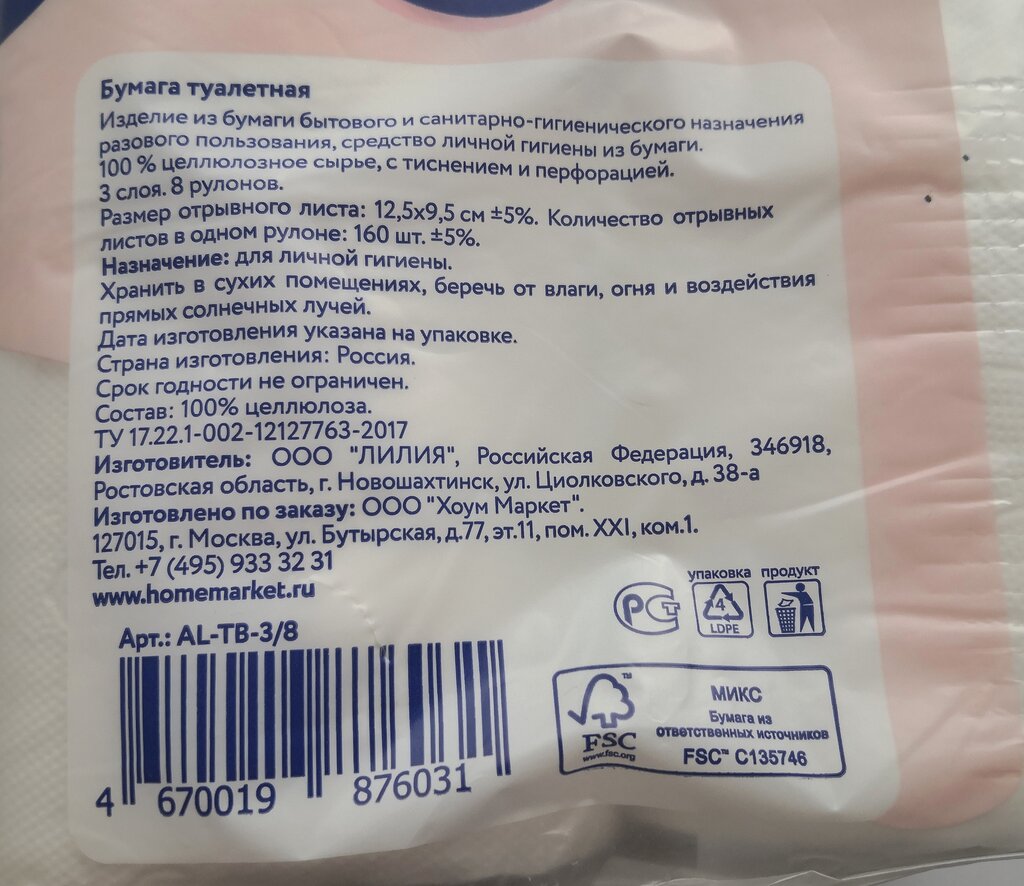 Бумага туалетная
Изделие из бумаги бытового и санитарно-гигиенического назначения
разового пользования, средство личной гигиены из бумаги.
100 % целлюлозное сырье, с тиснением и перфорацией.
3 слоя. 8 рулонов.
Размер отрывного листа: 12,5х9,5 см ±5%. Количество отрывных
листов в одном рулоне: 160 шт. ±5%.
Назначение: для личной гигиены.
Хранить в сухих помещениях, беречь от влаги, огня и воздействия
прямых солнечных лучей.
Дата изготовления указана на упаковке.
Страна изготовления: Россия.
Срок годности не ограничен.
Состав: 100% целлюлоза.
ТУ 17.22.1-002-12127763-2017
Изготовитель: ООО "ЛИЛИЯ", Российская Федерация, 346918,
Ростовская область, г. Новошахтинск, ул. Циолковского, д. 38-а
Изготовлено по заказу: ООО "Хоум Маркет".
127015, г. Москва, ул. Бутырская, д.77, эт.11, пом. XXI, ком.1.
Тел. +7 (495) 933 32 31
www.homemarket.ru
упаковка продукт
РСТ
4
LDPE
Арт.: AL-TB-3/8
4 670019 876031
FSC™
www.fsc.org
МИКС
Бумага из
ответственных источников
FSC™ C135746